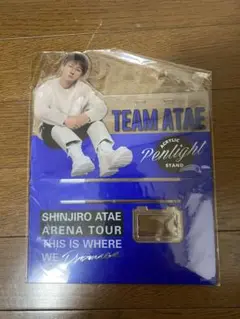 TEAM ATAE
ACRYLIC
Penlight
STAND
SHINJIRO ATAE
ARENA TOUR
THIS IS WHERE
WE